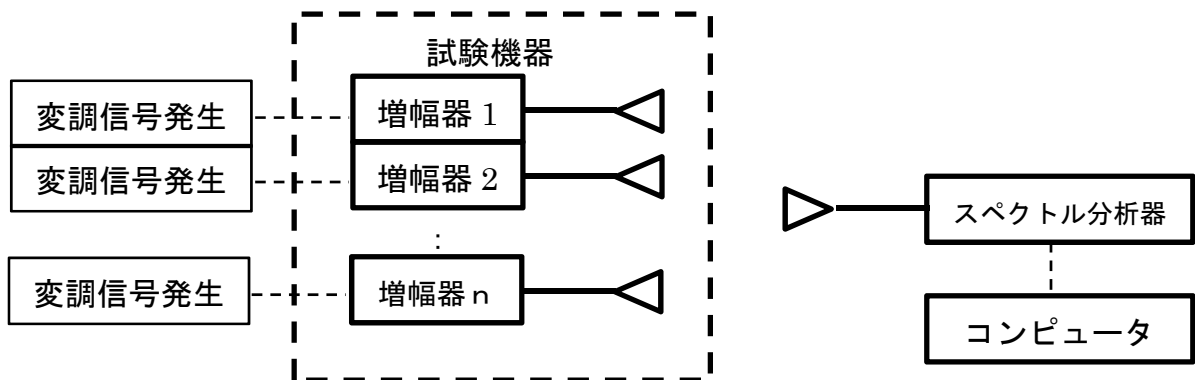 試験機器
変調信号発生
増幅器 1
変調信号発生
増幅器 2
:
変調信号発生
増幅器 n
スペクトル分析器
コンピュータ